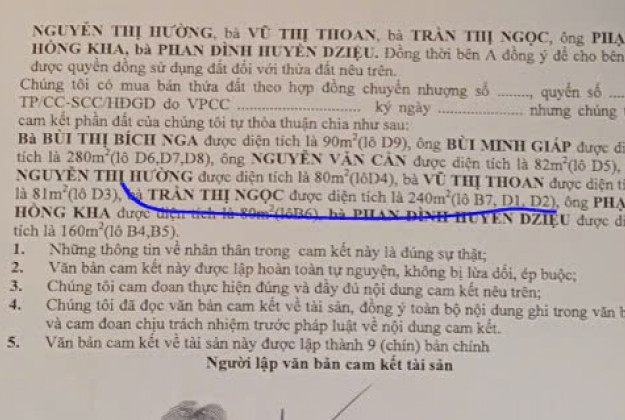 NGUYỄN THỊ HƯỜNG, bà VŨ THỊ THOAN, bà TRẦN THỊ NGỌC, ông PHA
HỒNG KHA, bà PHAN ĐÌNH HUYỀN DZIỆU. Đồng thời bên A đồng ý để cho bên
được quyền đồng sử dụng đất đối với thửa đất nêu trên.
Chúng tôi có mua bán thửa đất theo hợp đồng chuyển nhượng số ........, quyển số ....
TP/CC-SCC/HĐGD do VPCC ........................ ký ngày ................ nhưng chúng
cam kết phần đất của chúng tôi tự thỏa thuận chia như sau:
Bà BÙI THỊ BÍCH NGA được diện tích là 90m²(lô D9), ông BÙI MINH GIÁP được di
tích là 280m²(lô D6,D7,D8), ông NGUYỄN VĂN CẦN được diện tích là 82m²(lô D5),
NGUYỄN THỊ HƯỜNG được diện tích là 80m²(lôD4), bà VŨ THỊ THOAN được diện tí
là 81m²(lô D3), bà TRẦN THỊ NGỌC được diện tích là 240m²(lô B7, D1, D2), ông PHA
HỒNG KHA được diện tích là 80m²(lôB6), bà PHAN ĐÌNH HUYỀN DZIỆU được di
tích là 160m²(lô B4,B5).
1. Những thông tin về nhân thân trong cam kết này là đúng sự thật;
2. Văn bản cam kết này được lập hoàn toàn tự nguyện, không bị lừa dối, ép buộc;
3. Chúng tôi cam đoan thực hiện đúng và đầy đủ nội dung cam kết nêu trên;
4. Chúng tôi đã đọc văn bản cam kết về tài sản, đồng ý toàn bộ nội dung ghi trong văn b
và cam đoan chịu trách nhiệm trước pháp luật về nội dung cam kết.
5. Văn bản cam kết về tài sản này được lập thành 9 (chín) bản chính
Người lập văn bản cam kết tài sản